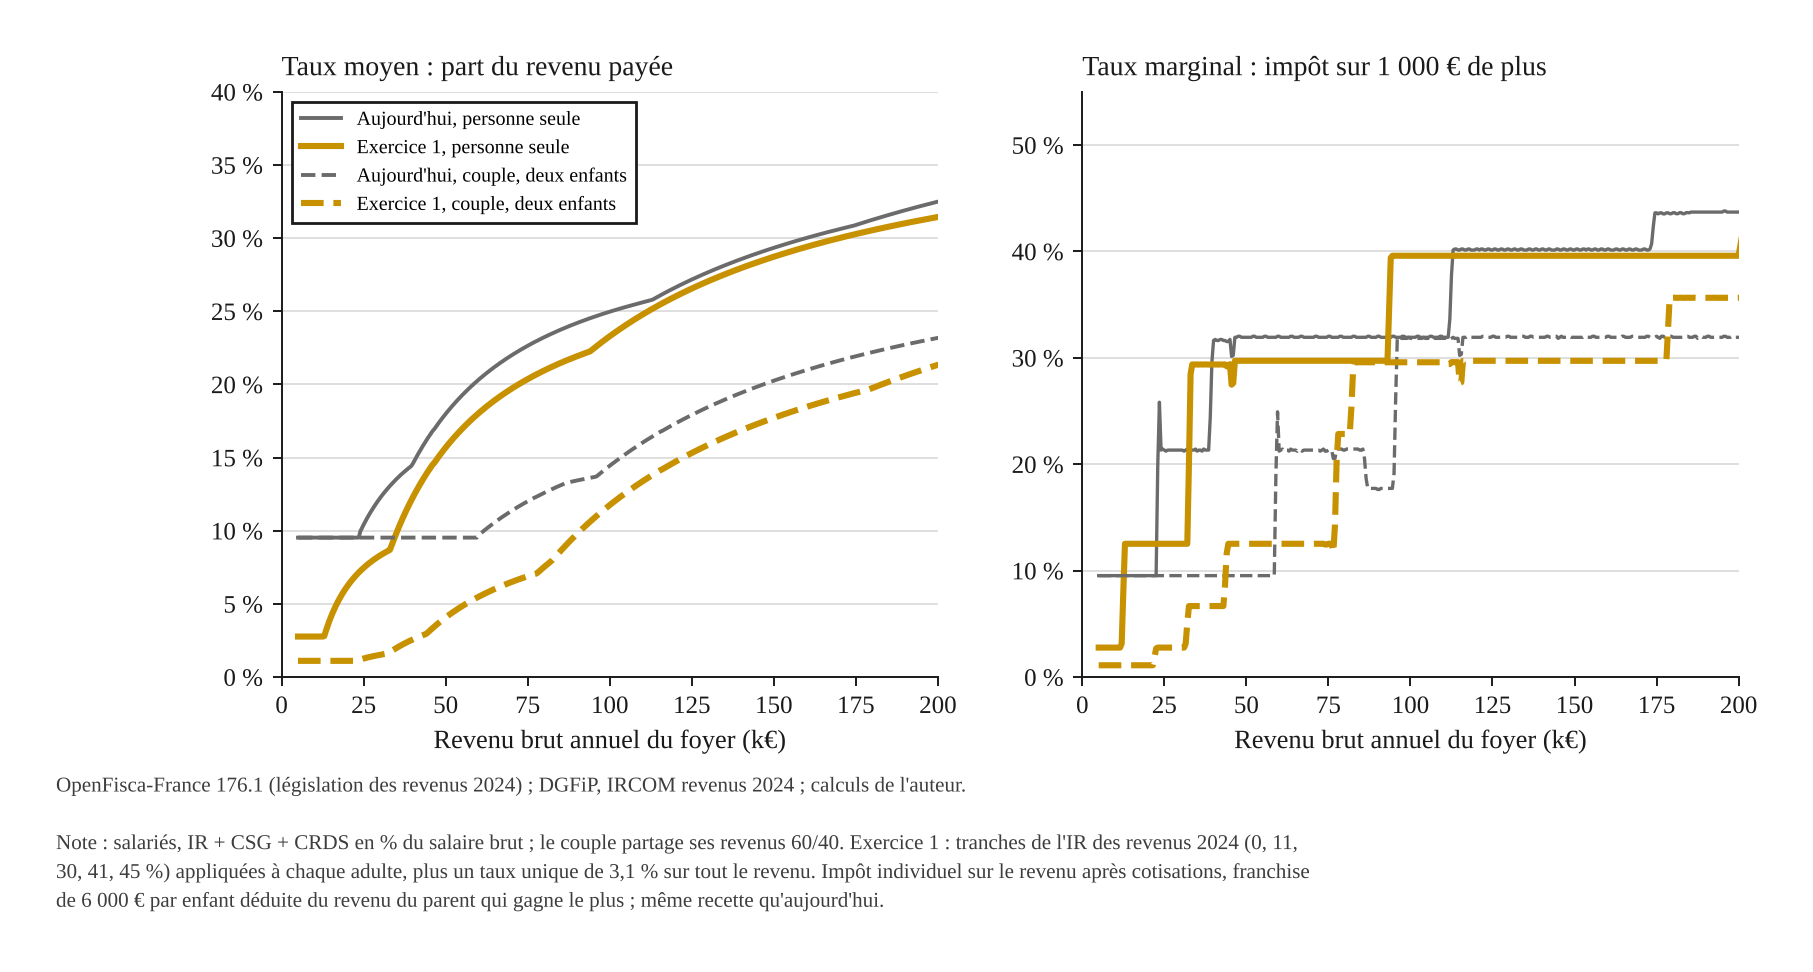 Taux moyen : part du revenu payée
40 %
35 %
30 %
25 %
20 %
15 %
10 %
5 %
0 %
Aujourd'hui, personne seule
Exercice 1, personne seule
Aujourd'hui, couple, deux enfants
Exercice 1, couple, deux enfants
0 25 50 75 100 125 150 175 200
Revenu brut annuel du foyer (k€)
Taux marginal : impôt sur 1 000 € de plus
50 %
40 %
30 %
20 %
10 %
0 %
0 25 50 75 100 125 150 175 200
Revenu brut annuel du foyer (k€)
OpenFisca-France 176.1 (législation des revenus 2024) ; DGFiP, IRCOM revenus 2024 ; calculs de l'auteur.
Note : salariés, IR + CSG + CRDS en % du salaire brut ; le couple partage ses revenus 60/40. Exercice 1 : tranches de l'IR des revenus 2024 (0, 11,
30, 41, 45 %) appliquées à chaque adulte, plus un taux unique de 3,1 % sur tout le revenu. Impôt individuel sur le revenu après cotisations, franchise
de 6 000 € par enfant déduite du revenu du parent qui gagne le plus ; même recette qu'aujourd'hui.